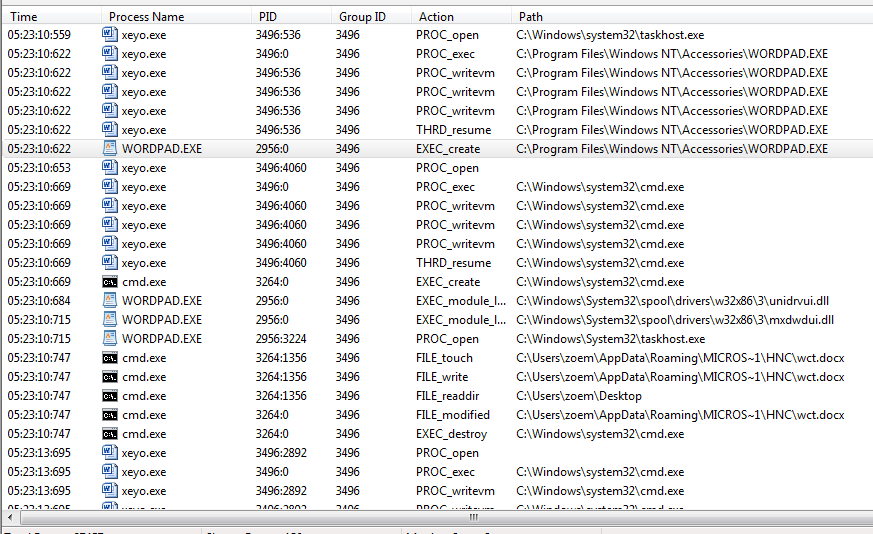 Time Process Name PID Group ID Action Path
05:23:10:559 xeyo.exe 3496:536 3496 PROC_open C:\Windows\system32\taskhost.exe
05:23:10:622 xeyo.exe 3496:0 3496 PROC_exec C:\Program Files\Windows NT\Accessories\WORDPAD.EXE
05:23:10:622 xeyo.exe 3496:536 3496 PROC_writevm C:\Program Files\Windows NT\Accessories\WORDPAD.EXE
05:23:10:622 xeyo.exe 3496:536 3496 PROC_writevm C:\Program Files\Windows NT\Accessories\WORDPAD.EXE
05:23:10:622 xeyo.exe 3496:536 3496 PROC_writevm C:\Program Files\Windows NT\Accessories\WORDPAD.EXE
05:23:10:622 xeyo.exe 3496:536 3496 THRD_resume C:\Program Files\Windows NT\Accessories\WORDPAD.EXE
05:23:10:622 WORDPAD.EXE 2956:0 3496 EXEC_create C:\Program Files\Windows NT\Accessories\WORDPAD.EXE
05:23:10:653 xeyo.exe 3496:4060 3496 PROC_open
05:23:10:669 xeyo.exe 3496:0 3496 PROC_exec C:\Windows\system32\cmd.exe
05:23:10:669 xeyo.exe 3496:4060 3496 PROC_writevm C:\Windows\system32\cmd.exe
05:23:10:669 xeyo.exe 3496:4060 3496 PROC_writevm C:\Windows\system32\cmd.exe
05:23:10:669 xeyo.exe 3496:4060 3496 PROC_writevm C:\Windows\system32\cmd.exe
05:23:10:669 xeyo.exe 3496:4060 3496 THRD_resume C:\Windows\system32\cmd.exe
05:23:10:669 cmd.exe 3264:0 3496 EXEC_create C:\Windows\system32\cmd.exe
05:23:10:684 WORDPAD.EXE 2956:0 3496 EXEC_module_l... C:\Windows\System32\spool\drivers\w32x86\3\unidrvui.dll
05:23:10:715 WORDPAD.EXE 2956:0 3496 EXEC_module_l... C:\Windows\System32\spool\drivers\w32x86\3\mxdwdui.dll
05:23:10:715 WORDPAD.EXE 2956:3224 3496 PROC_open C:\Windows\System32\taskhost.exe
05:23:10:747 cmd.exe 3264:1356 3496 FILE_touch C:\Users\zoem\AppData\Roaming\MICROS~1\HNC\wct.docx
05:23:10:747 cmd.exe 3264:1356 3496 FILE_write C:\Users\zoem\AppData\Roaming\MICROS~1\HNC\wct.docx
05:23:10:747 cmd.exe 3264:1356 3496 FILE_readdir C:\Users\zoem\Desktop
05:23:10:747 cmd.exe 3264:0 3496 FILE_modified C:\Users\zoem\AppData\Roaming\MICROS~1\HNC\wct.docx
05:23:10:747 cmd.exe 3264:0 3496 EXEC_destroy C:\Windows\system32\cmd.exe
05:23:13:695 xeyo.exe 3496:2892 3496 PROC_open
05:23:13:695 xeyo.exe 3496:0 3496 PROC_exec C:\Windows\system32\cmd.exe
05:23:13:695 xeyo.exe 3496:2892 3496 PROC_writevm C:\Windows\system32\cmd.exe